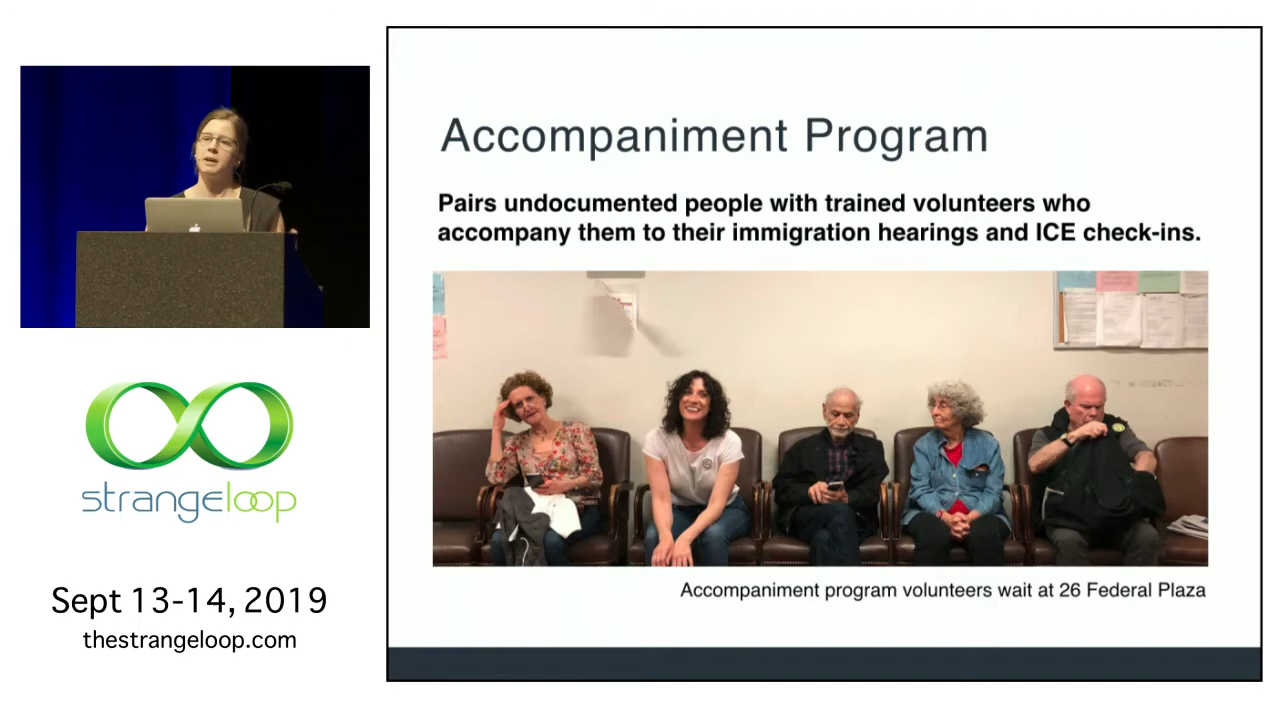 Accompaniment Program
Pairs undocumented people with trained volunteers who
accompany them to their immigration hearings and ICE check-ins.
Accompaniment program volunteers wait at 26 Federal Plaza
strangeloop
Sept 13-14, 2019
thestrangeloop.com